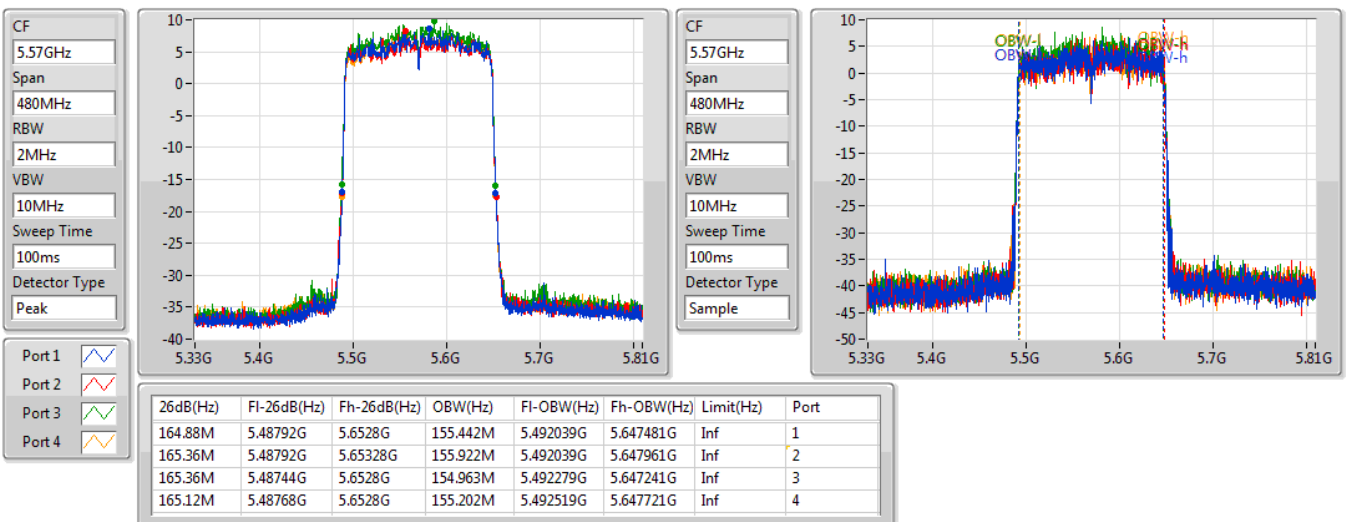 CF
5.57GHz
Span
480MHz
RBW
2MHz
VBW
10MHz
Sweep Time
100ms
Detector Type
Peak
10
5
0
-5
-10
-15
-20
-25
-30
-35
-40
5.33G 5.4G 5.5G 5.6G 5.7G 5.81G
CF
5.57GHz
Span
480MHz
RBW
2MHz
VBW
10MHz
Sweep Time
100ms
Detector Type
Sample
10
5
0
-5
-10
-15
-20
-25
-30
-35
-40
-45
-50
OBW-l
5.33G 5.4G 5.5G 5.6G 5.7G 5.81G
Port 1
Port 2
Port 3
Port 4
26dB(Hz) Fl-26dB(Hz) Fh-26dB(Hz) OBW(Hz) Fl-OBW(Hz) Fh-OBW(Hz) Limit(Hz) Port
164.88M 5.48792G 5.6528G 155.442M 5.492039G 5.647481G Inf 1
165.36M 5.48792G 5.65328G 155.922M 5.492039G 5.647961G Inf 2
165.36M 5.48744G 5.6528G 154.963M 5.492279G 5.647241G Inf 3
165.12M 5.48768G 5.6528G 155.202M 5.492519G 5.647721G Inf 4